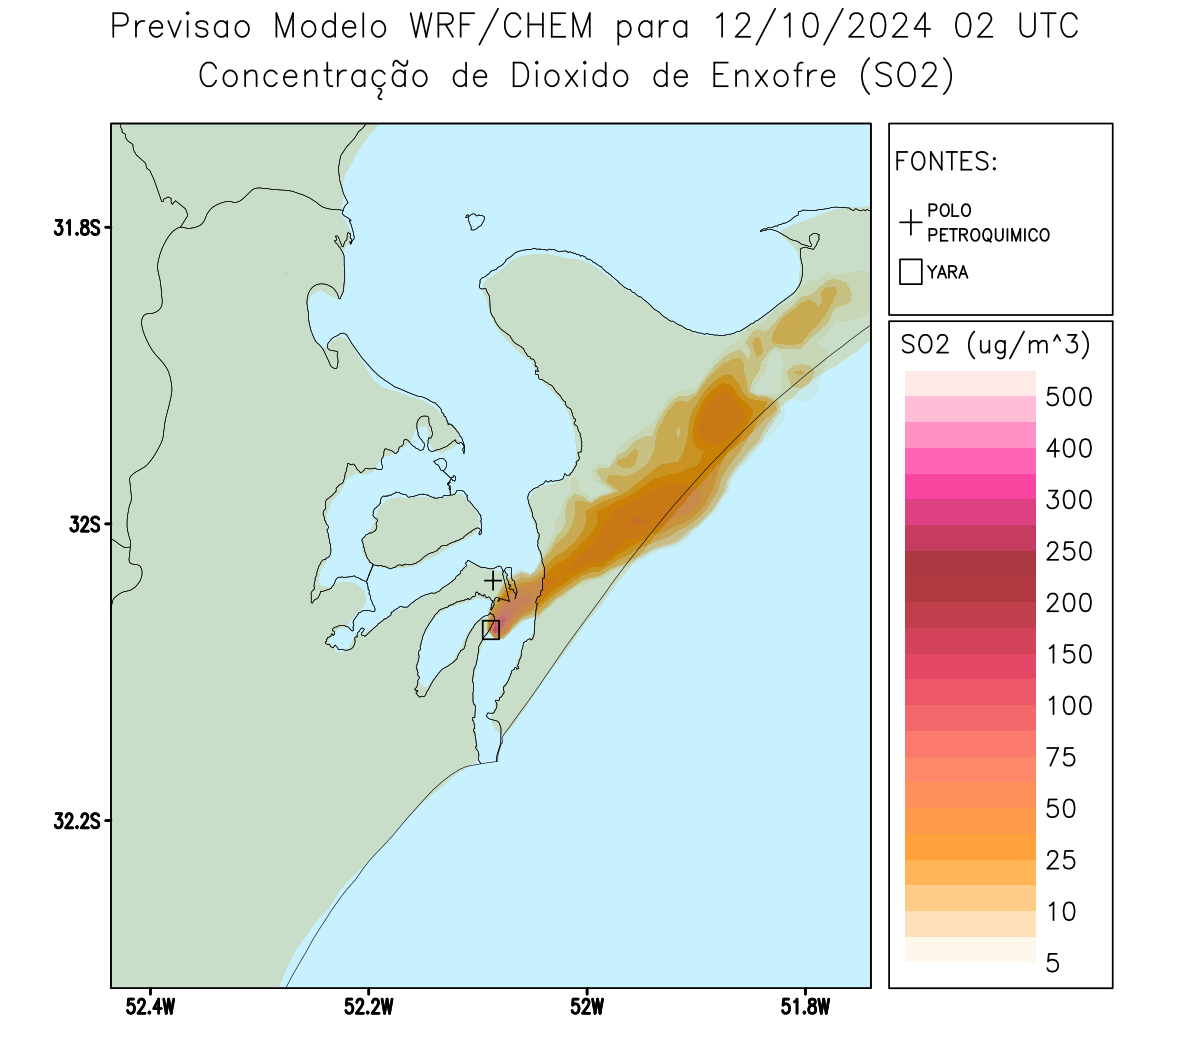 Previsao Modelo WRF/CHEM para 12/10/2024 02 UTC
Concentração de Dioxido de Enxofre (SO2)
FONTES:
POLO
PETROQUIMICO
YARA
31.8S
32S
32.2S
52.4W
52.2W
52W
51.8W
SO2 (ug/m^3)
500
400
300
250
200
150
100
75
50
25
10
5